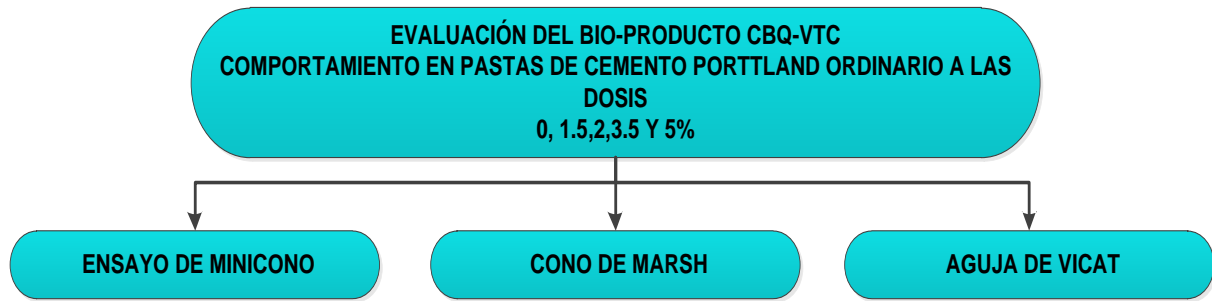 EVALUACIÓN DEL BIO-PRODUCTO CBQ-VTC
COMPORTAMIENTO EN PASTAS DE CEMENTO PORTTLAND ORDINARIO A LAS
DOSIS
0, 1.5,2,3.5 Y 5%
ENSAYO DE MINICONO
CONO DE MARSH
AGUJA DE VICAT